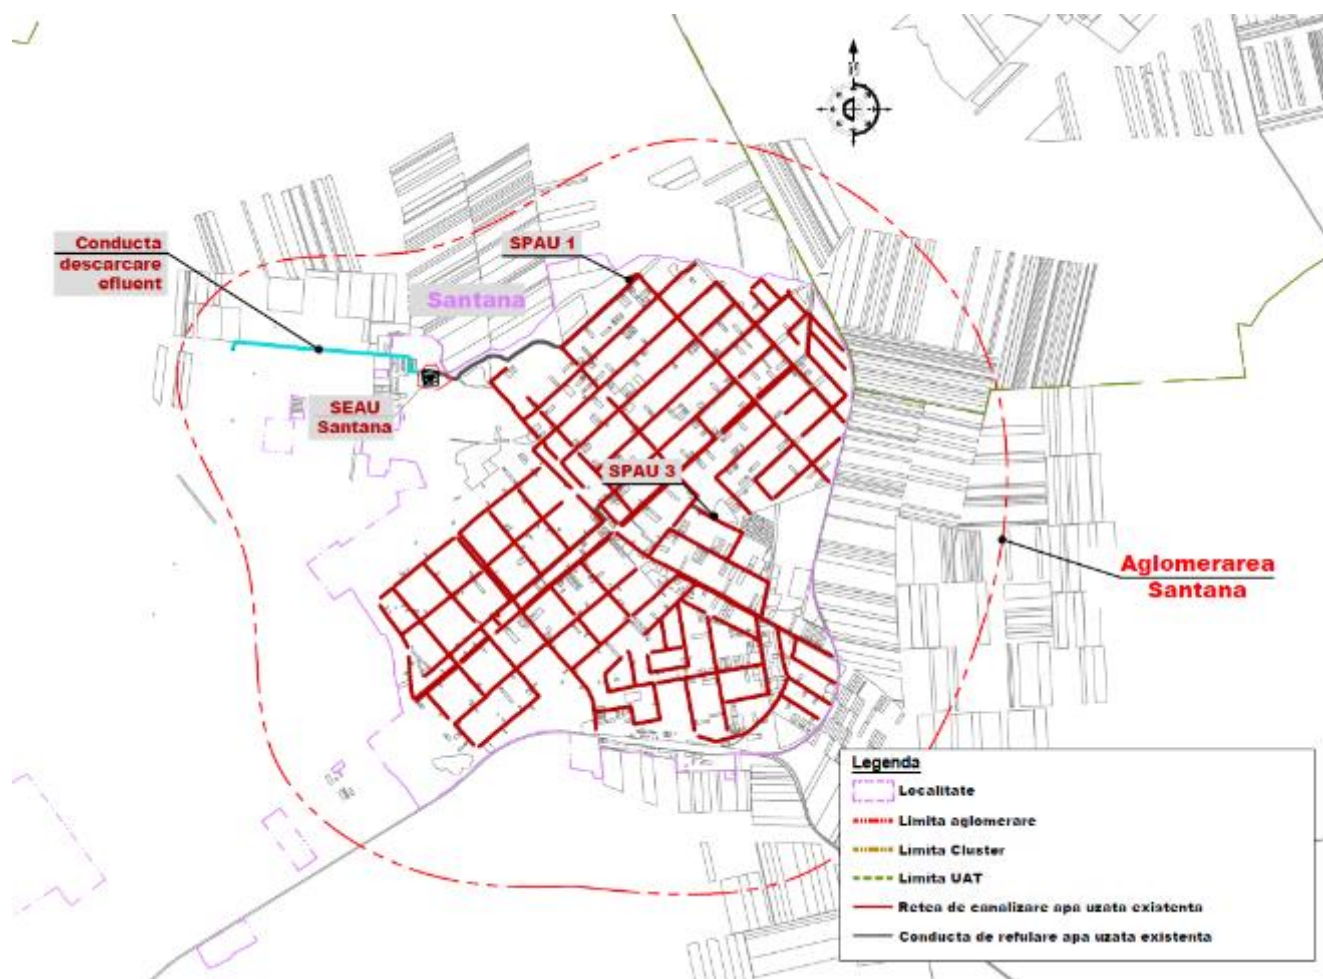 Conducta
descarcare
efluent
SPAU 1
Santana
SEAU
Santana
SPAU 3
Aglomerarea
Santana
Legenda
Localitate
Limita aglomerare
Limita Cluster
Limita UAT
Retea de canalizare apa uzata existenta
Conducta de refulare apa uzata existenta